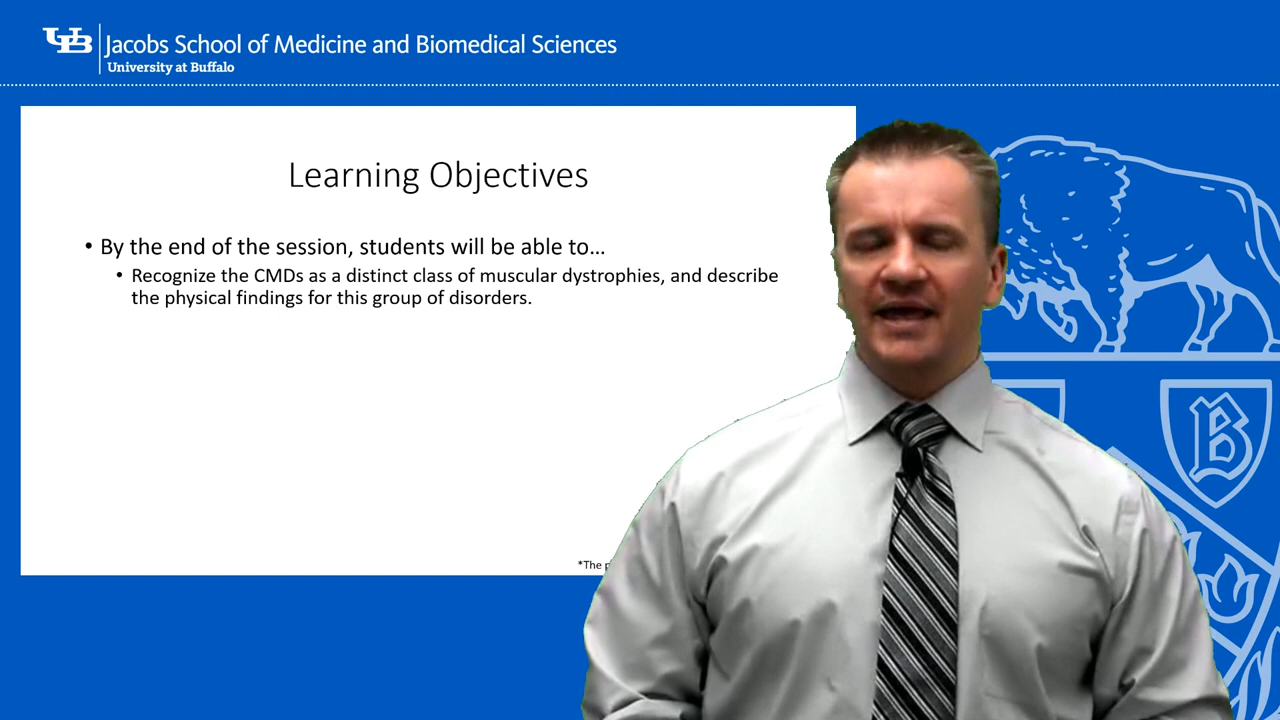 UB
Jacobs School of Medicine and Biomedical Sciences
University at Buffalo
Learning Objectives
• By the end of the session, students will be able to...
• Recognize the CMDs as a distinct class of muscular dystrophies, and describe
the physical findings for this group of disorders.
*The
B